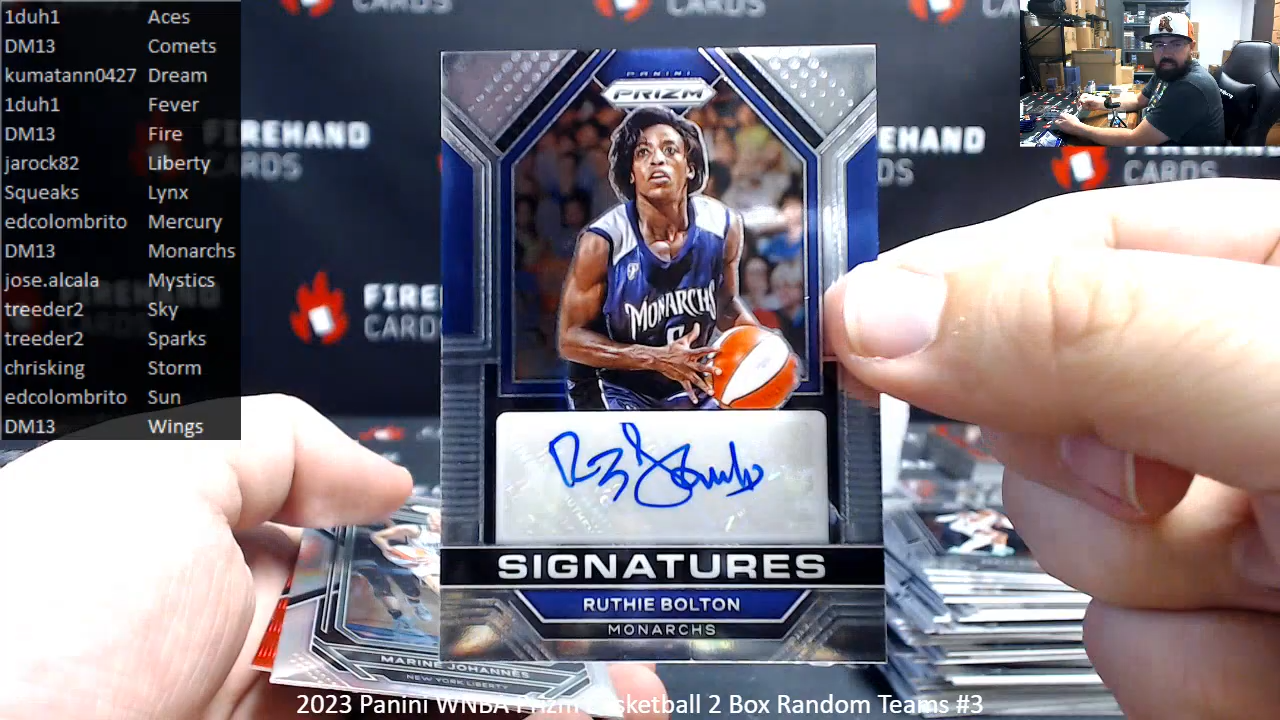 1duh1 Aces
DM13 Comets
kumatann0427 Dream
1duh1 Fever
DM13 Fire
jarock82 Liberty
Squeaks Lynx
edcolombrito Mercury
DM13 Monarchs
jose.alcala Mystics
treeder2 Sky
treeder2 Sparks
chrisking Storm
edcolombrito Sun
DM13 Wings
FIREHAND
CARDS
PANINI
PRIZM
MONARCHS
SIGNATURES
RUTHIE BOLTON
MONARCHS
MARINE JOHANNÈS
NEW YORK LIBERTY
2023 Panini WNBA Prizm Basketball 2 Box Random Teams #3